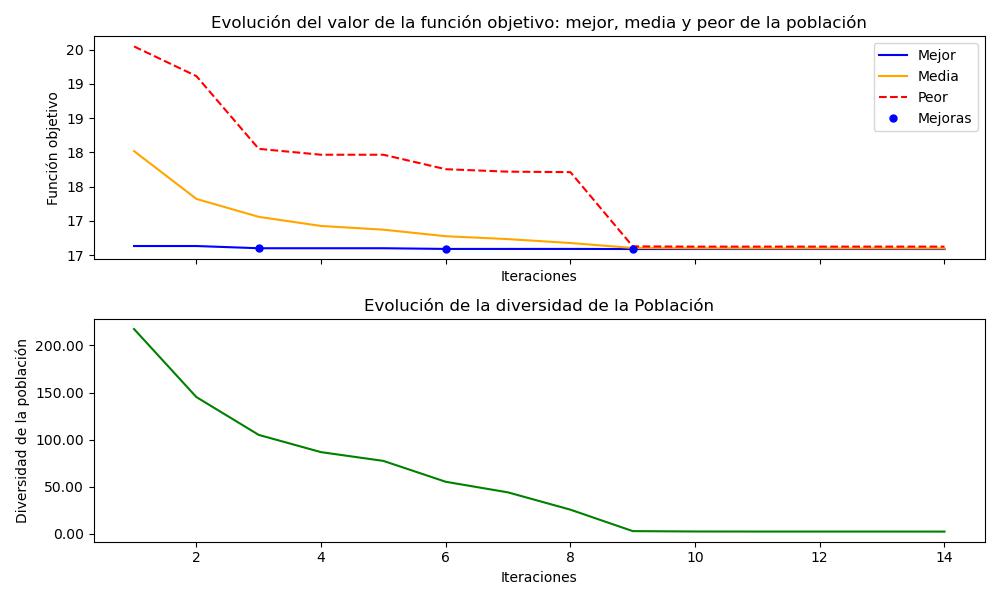 Evolución del valor de la función objetivo: mejor, media y peor de la población
20
19
19
18
18
17
17
Función objetivo
Mejor
Media
Peor
Mejoras
Iteraciones
Evolución de la diversidad de la Población
200.00
150.00
100.00
50.00
0.00
Diversidad de la población
2 4 6 8 10 12 14
Iteraciones